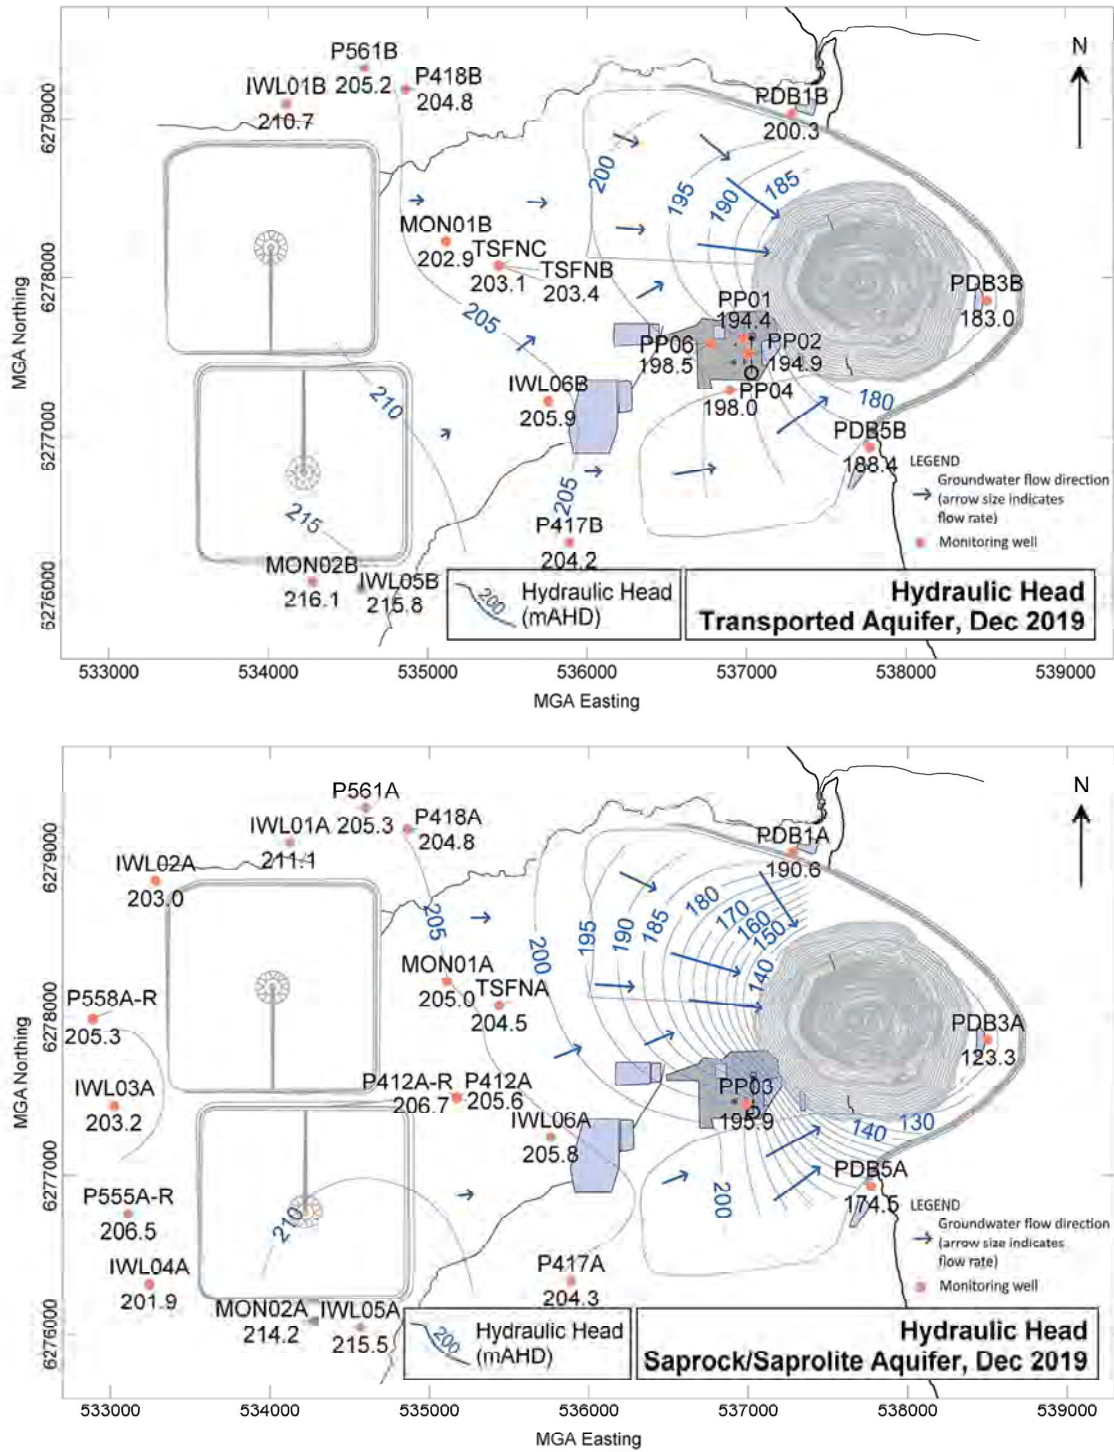 P561B
205.2
P418B
204.8
IWL01B
210.7
PDB1B
200.3
N
6279000
200
195
190
185
MON01B
202.9
TSFNC
203.1
TSFNB
203.4
6278000
MGA Northing
PDB3B
183.0
PP01
194.4
PP02
194.9
PP06
198.5
PP04
198.0
205
IWL06B
205.9
210
180
6277000
PDB5B
188.4
LEGEND
Groundwater flow direction
(arrow size indicates
flow rate)
Monitoring well
205
P417B
204.2
215
MON02B
216.1
IWL05B
215.8
6276000
200
Hydraulic Head
(mAHD)
Hydraulic Head
Transported Aquifer, Dec 2019
533000 534000 535000 536000 537000 538000 539000
MGA Easting
P561A
205.3
P418A
204.8
IWL01A
211.1
IWL02A
203.0
PDB1A
190.6
N
6279000
205
200
195
190
185
180
170
160
150
140
MON01A
205.0
TSFNA
204.5
P558A-R
205.3
6278000
MGA Northing
PDB3A
123.3
P412A-R
206.7
P412A
205.6
PP03
195.9
IWL03A
203.2
IWL06A
205.8
130
140
6277000
PDB5A
174.5
P555A-R
206.5
210
200
LEGEND
Groundwater flow direction
(arrow size indicates
flow rate)
Monitoring well
IWL04A
201.9
P417A
204.3
MON02A
214.2
IWL05A
215.5
6276000
200
Hydraulic Head
(mAHD)
Hydraulic Head
Saprock/Saprolite Aquifer, Dec 2019
533000 534000 535000 536000 537000 538000 539000
MGA Easting